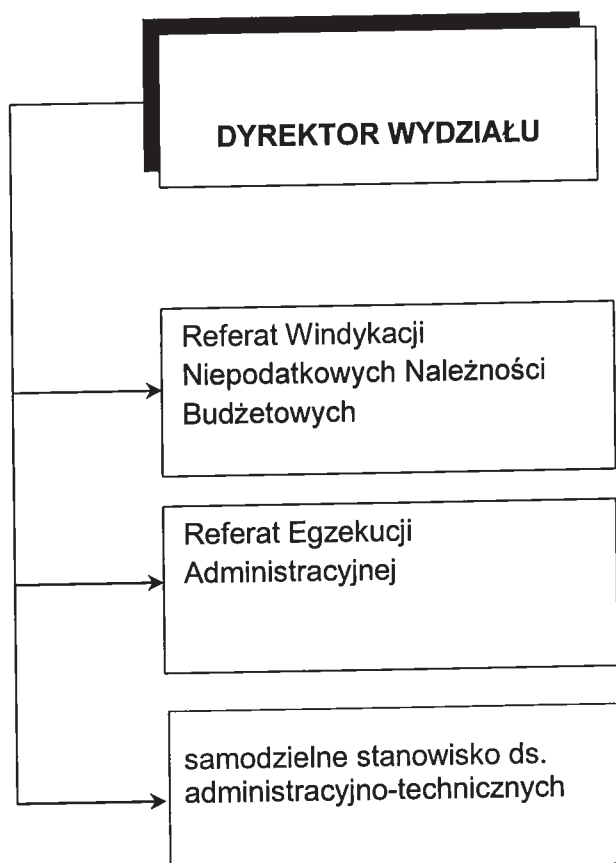 DYREKTOR WYDZIAŁU
Referat Windykacji
Niepodatkowych Należności
Budżetowych
Referat Egzekucji
Administracyjnej
samodzielne stanowisko ds.
administracyjno-technicznych